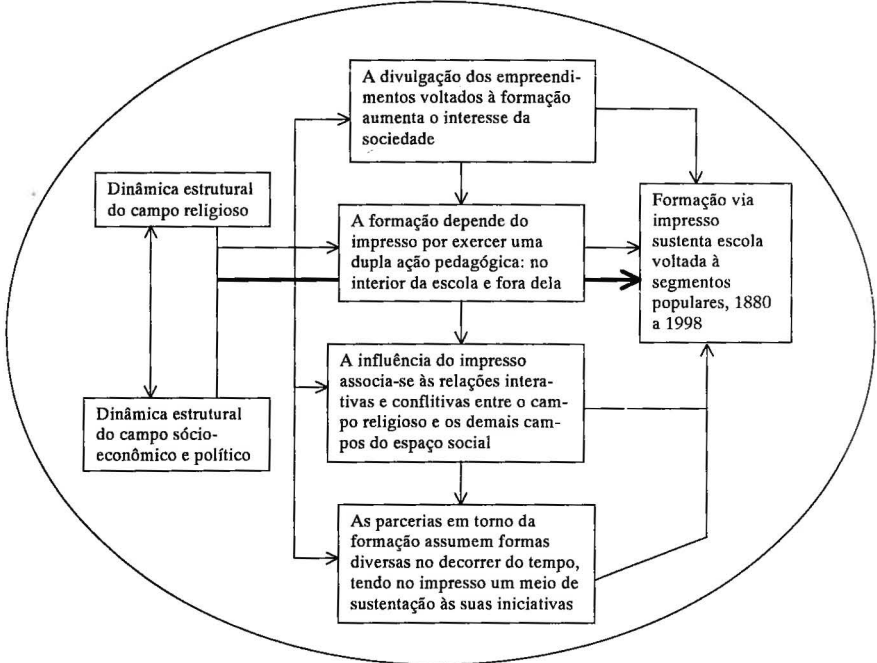 A divulgação dos empreendi-
mentos voltados à formação
aumenta o interesse da
sociedade
Dinâmica estrutural
do campo religioso
A formação depende do
impresso por exercer uma
dupla ação pedagógica: no
interior da escola e fora dela
Formação via
impresso
sustenta escola
voltada à
segmentos
populares, 1880
a 1998
A influência do impresso
associa-se às relações intera-
tivas e conflitivas entre o cam-
po religioso e os demais cam-
pos do espaço social
Dinâmica estrutural
do campo sócio-
econômico e político
As parcerias em torno da
formação assumem formas
diversas no decorrer do tempo,
tendo no impresso um meio de
sustentação às suas iniciativas